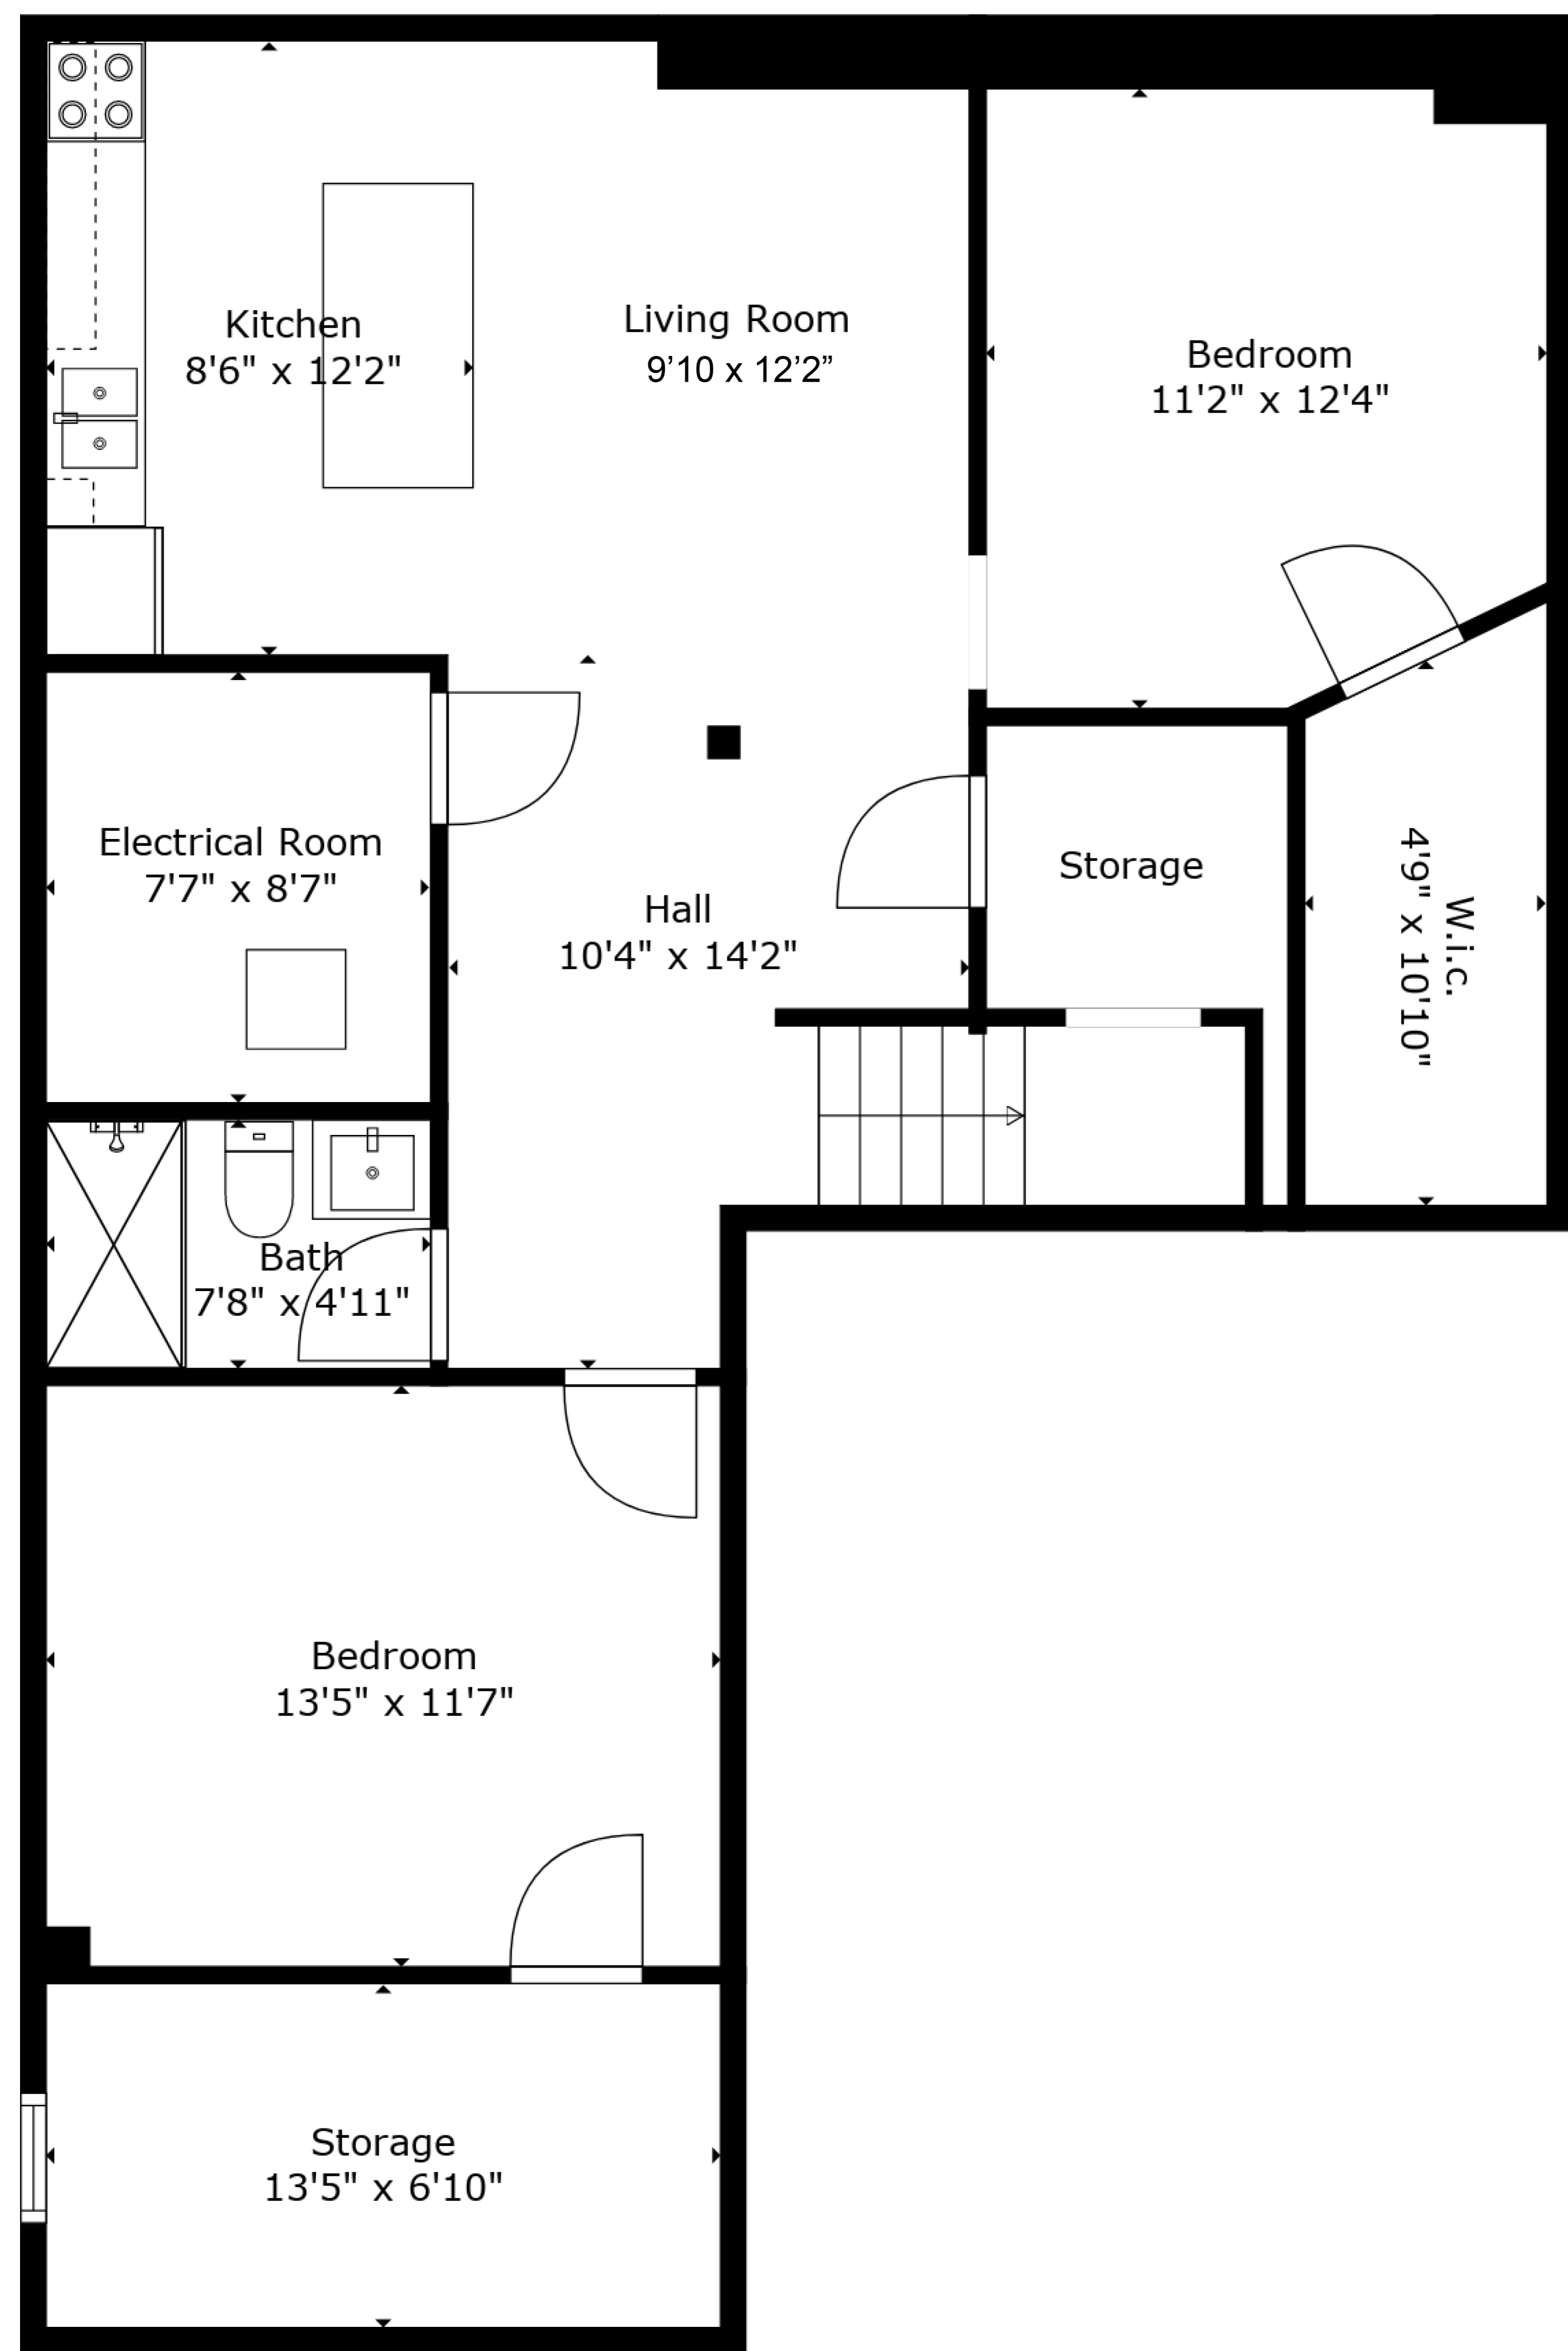 Kitchen
8'6" x 12'2"
Living Room
9’10 x 12’2”
Bedroom
11'2" x 12'4"
Electrical Room
7'7" x 8'7"
Hall
10'4" x 14'2"
Storage
W.i.c.
4'9" x 10'10"
Bath
7'8" x 4'11"
Bedroom
13'5" x 11'7"
Storage
13'5" x 6'10"